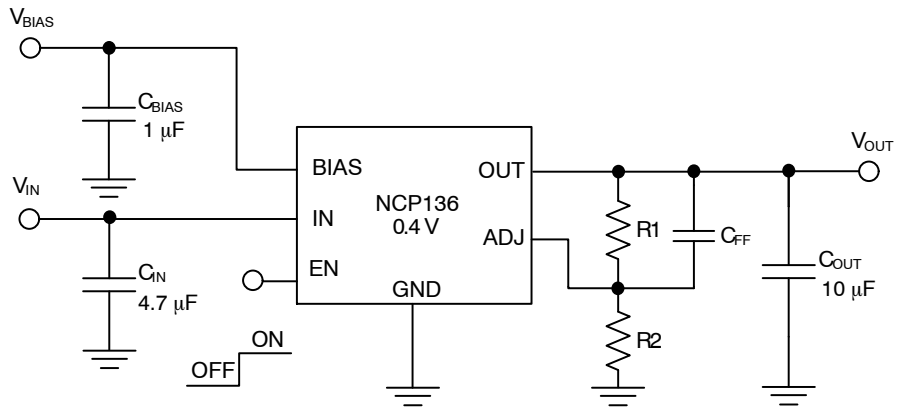 VBIAS
CBIAS
1 μF
VIN
CIN
4.7 μF
OFF
ON
BIAS
IN
EN
NCP136
0.4 V
GND
OUT
ADJ
R1
CFF
R2
VOUT
COUT
10 μF